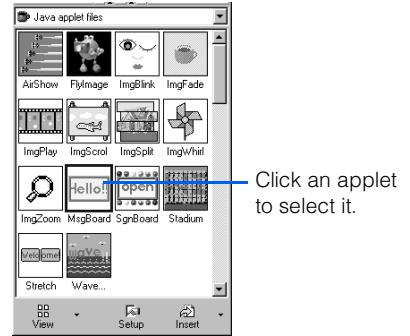 Java applet files
AirShow FlyImage ImgBlink ImgFade
ImgPlay ImgScrol ImgSplit ImgWhirl
Hello!! open
ImgZoom MsgBoard SgnBoard Stadium
Click an applet
to select it.
Welcome!
Stretch Wave...
View Setup Insert